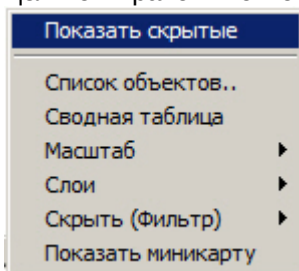 Показать скрытые
Список объектов..
Сводная таблица
Масштаб
Слои
Скрыть (Фильтр)
Показать миникарту